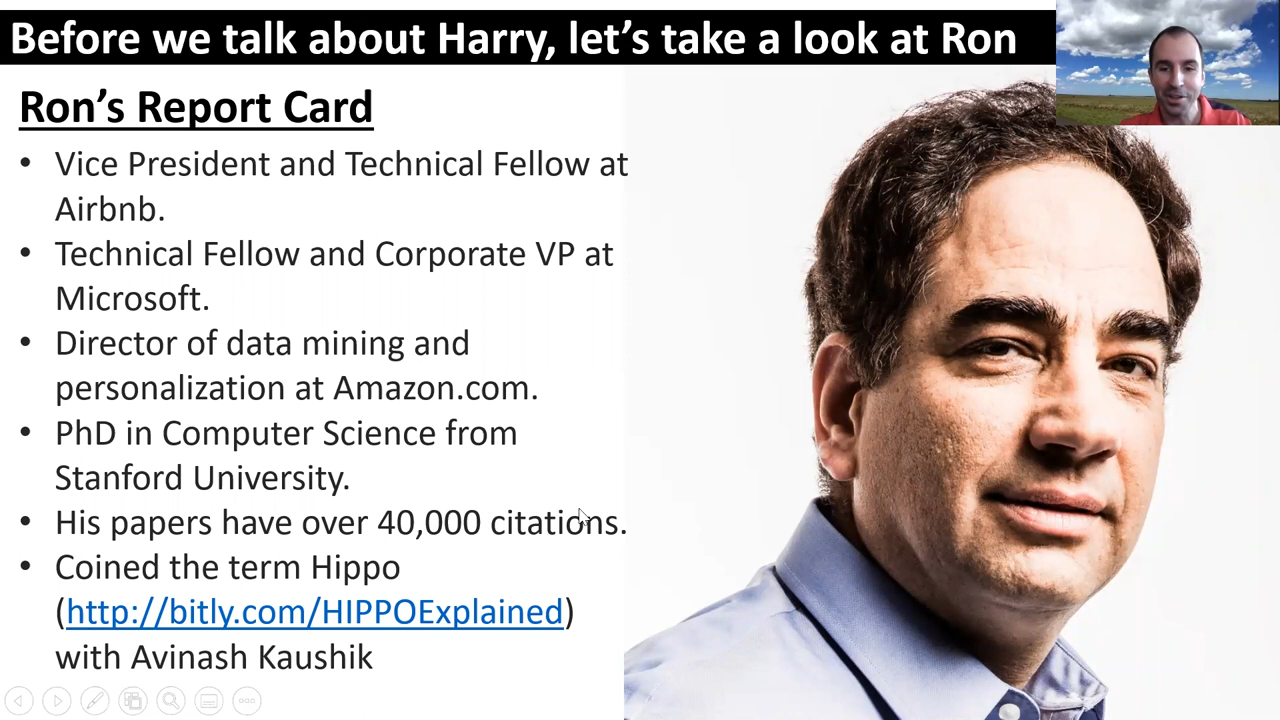 Before we talk about Harry, let's take a look at Ron
Ron's Report Card
• Vice President and Technical Fellow at
Airbnb.
• Technical Fellow and Corporate VP at
Microsoft.
• Director of data mining and
personalization at Amazon.com.
• PhD in Computer Science from
Stanford University.
• His papers have over 40,000 citations.
• Coined the term Hippo
(http://bitly.com/HIPPOExplained)
with Avinash Kaushik